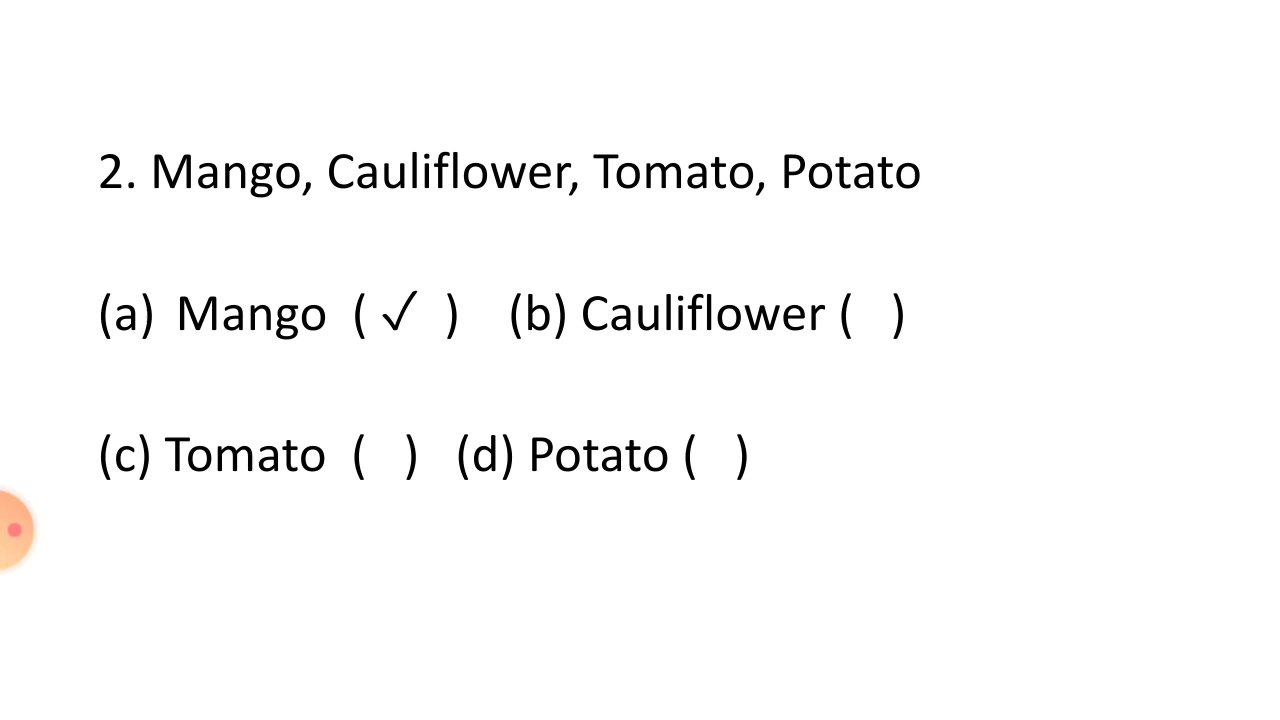 2. Mango, Cauliflower, Tomato, Potato
(a) Mango ( ✓ ) (b) Cauliflower ( )
(c) Tomato ( ) (d) Potato ( )